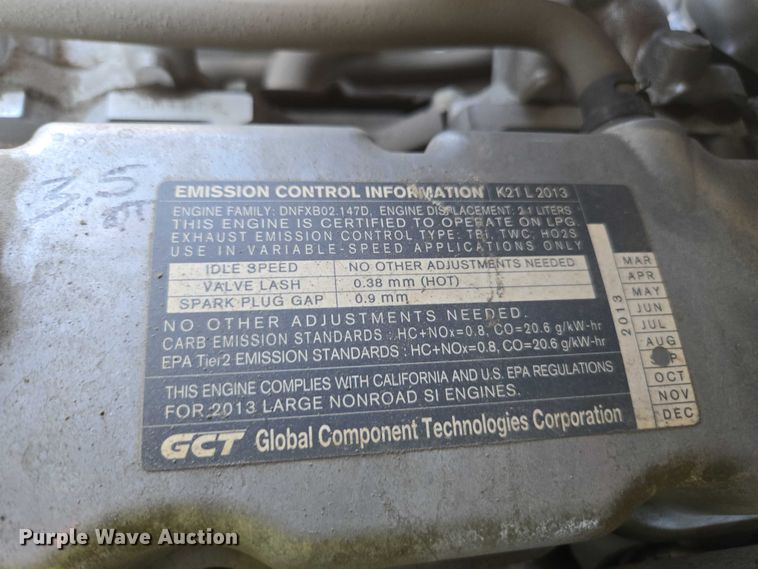 3.5
EMISSION CONTROL INFORMATION K21 L 2013
ENGINE FAMILY: DNFXB02.147D, ENGINE DISPLACEMENT: 2.1 LITERS
THIS ENGINE IS CERTIFIED TO OPERATE ON LPG
EXHAUST EMISSION CONTROL TYPE: TBI, TWC, HO2S
USE IN VARIABLE-SPEED APPLICATIONS ONLY
IDLE SPEED NO OTHER ADJUSTMENTS NEEDED
VALVE LASH 0.38 mm (HOT)
SPARK PLUG GAP 0.9 mm
NO OTHER ADJUSTMENTS NEEDED.
CARB EMISSION STANDARDS : HC+NOx=0.8, CO=20.6 g/kW-hr
EPA Tier2 EMISSION STANDARDS : HC+NOx=0.8, CO=20.6 g/kW-hr
THIS ENGINE COMPLIES WITH CALIFORNIA AND U.S. EPA REGULATIONS
FOR 2013 LARGE NONROAD SI ENGINES.
GCT Global Component Technologies Corporation
2013
MAR
APR
MAY
JUN
JUL
AUG
OCT
NOV
DEC
Purple Wave Auction